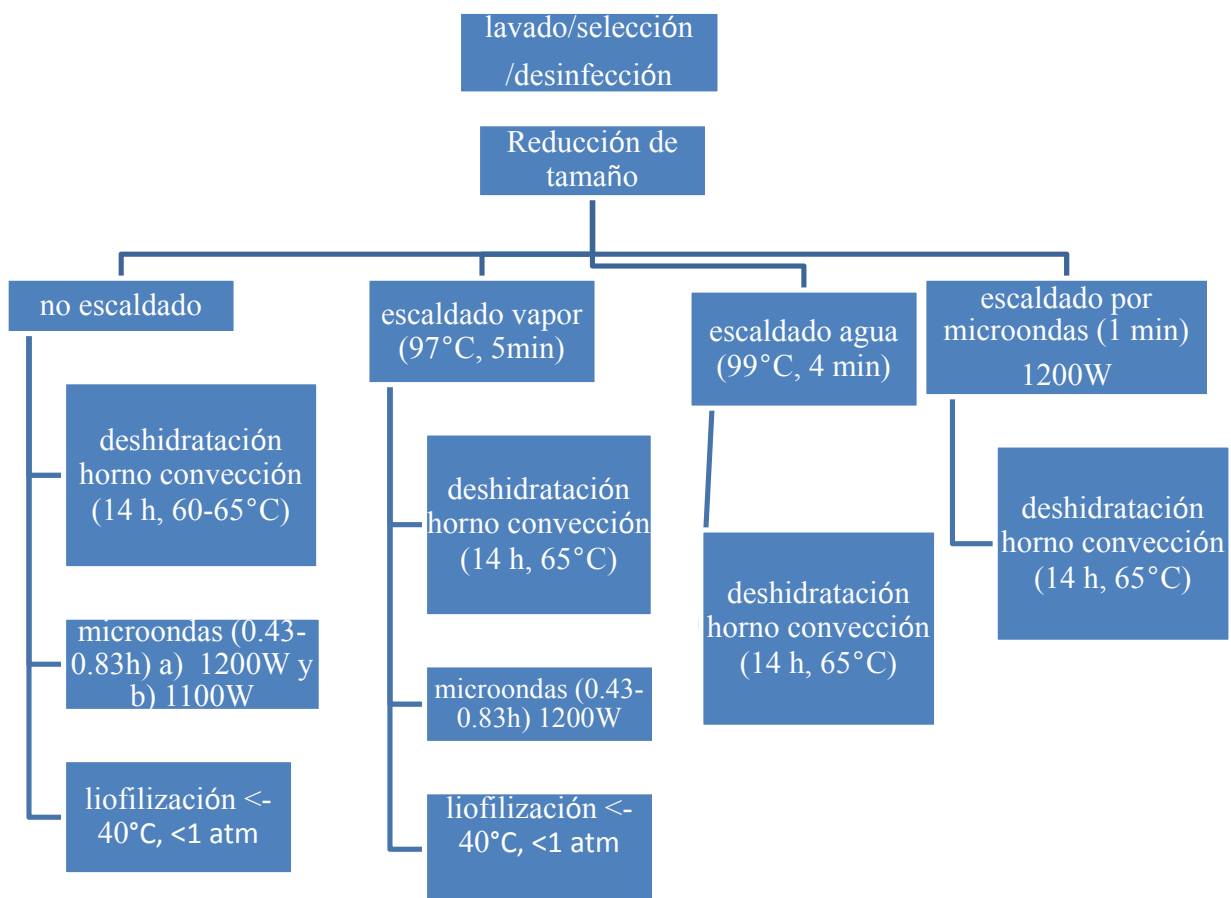 lavado/selección
/desinfección
Reducción de
tamaño
no escaldado
escaldado vapor
(97°C, 5min)
escaldado agua
(99°C, 4 min)
escaldado por
microondas (1 min)
1200W
deshidratación
horno convección
(14 h, 60-65°C)
microondas (0.43-
0.83h) a) 1200W y
b) 1100W
liofilización <-
40°C, <1 atm
deshidratación
horno convección
(14 h, 65°C)
microondas (0.43-
0.83h) 1200W
liofilización <-
40°C, <1 atm
deshidratación
horno convección
(14 h, 65°C)
deshidratación
horno convección
(14 h, 65°C)